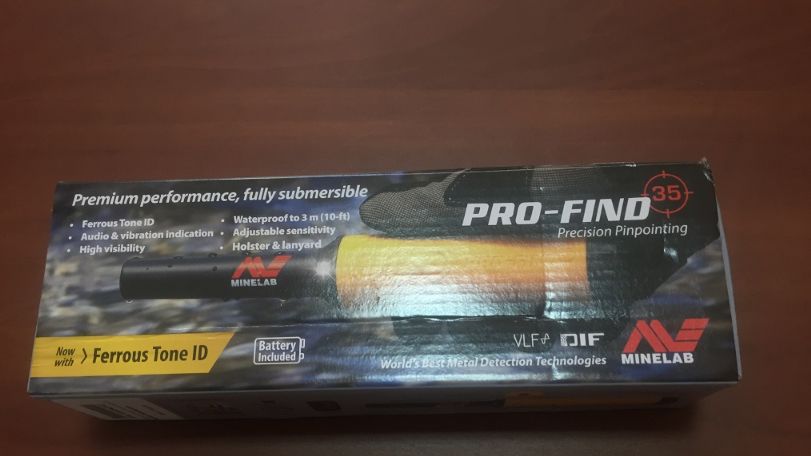 Premium performance, fully submersible
• Ferrous Tone ID
• Audio & vibration indication
• High visibility
• Waterproof to 3 m (10-ft)
• Adjustable sensitivity
• Holster & lanyard
PRO-FIND 35
Precision Pinpointing
MINELAB
Now with > Ferrous Tone ID
Battery
Included
VLF DIF
World's Best Metal Detection Technologies
MINELAB